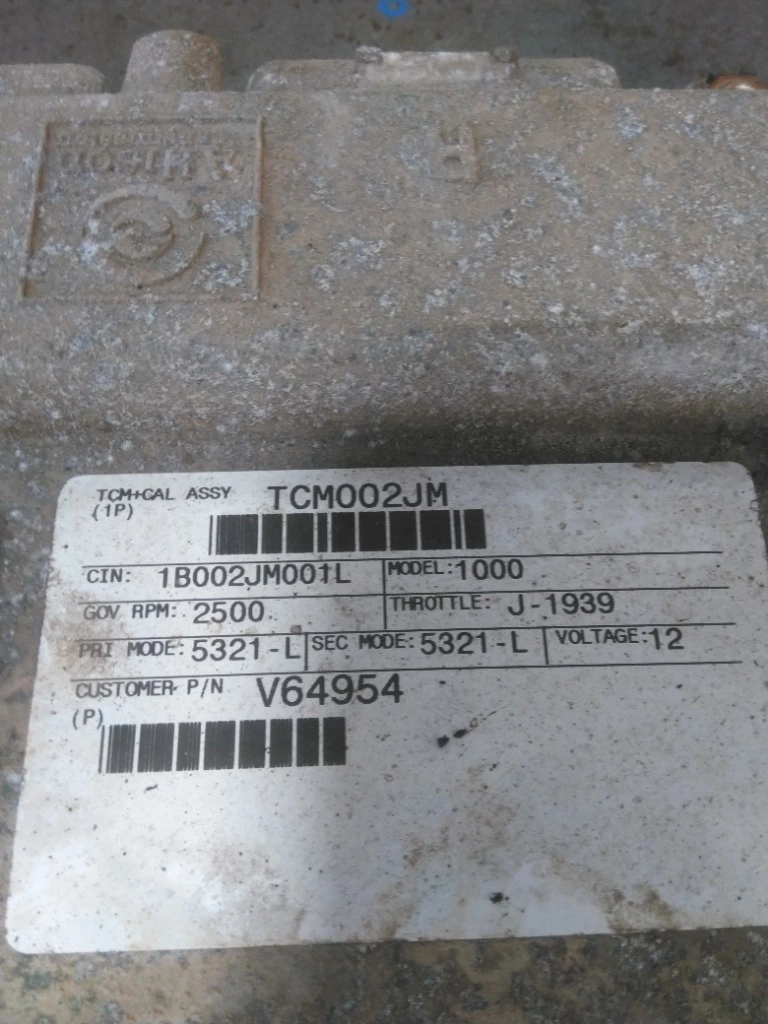 Allison
TCM+CAL ASSY TCM002JM
(1P)
CIN: 1B002JM001L MODEL:1000
GOV RPM: 2500 THROTTLE: J-1939
PRI MODE: 5321-L SEC MODE: 5321-L VOLTAGE:12
CUSTOMER P/N V64954
(P)